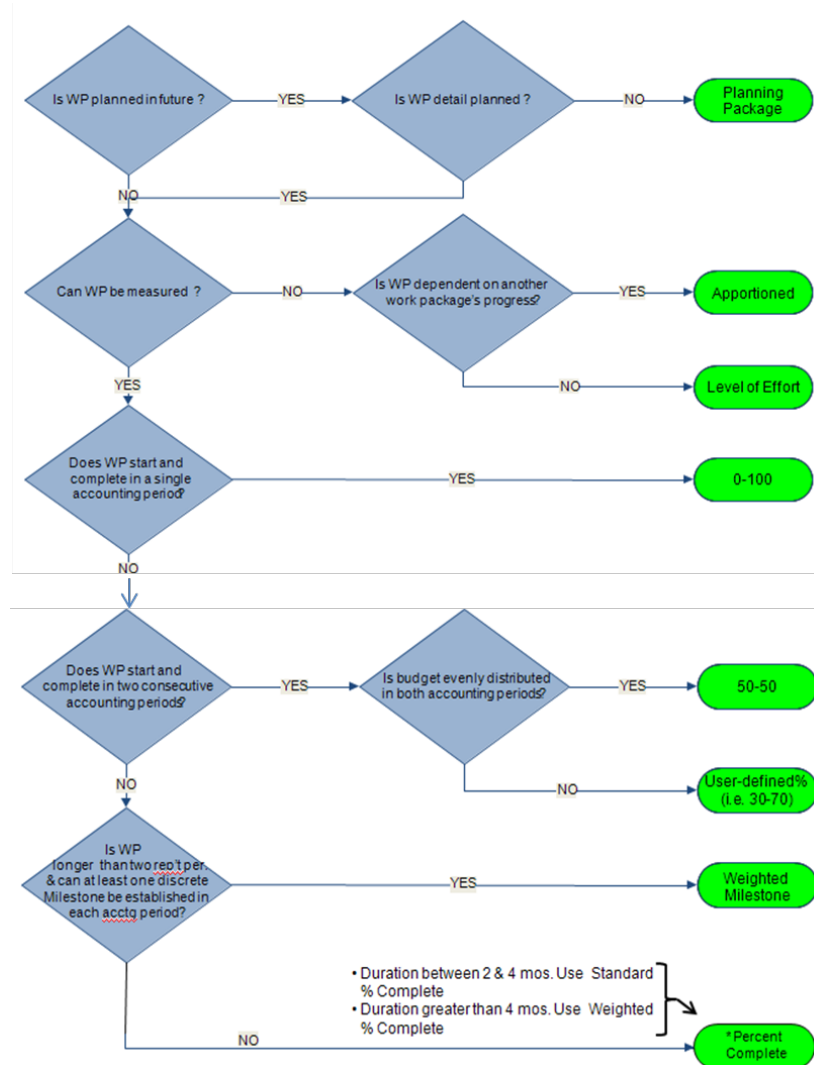 Is WP planned in future ?
YES
Is WP detail planned ?
NO
Planning
Package
NO
YES
Can WP be measured ?
NO
Is WP dependent on another
work package's progress?
YES
Apportioned
YES
NO
Level of Effort
Does WP start and
complete in a single
accounting period?
YES
0-100
NO
Does WP start and
complete in two consecutive
accounting periods?
YES
Is budget evenly distributed
in both accounting periods?
YES
50-50
NO
NO
User-defined%
(i.e. 30-70)
Is WP
longer than two rep't per.
& can at least one discrete
Milestone be established in
each acctg period?
YES
Weighted
Milestone
• Duration between 2 & 4 mos. Use Standard
% Complete
• Duration greater than 4 mos. Use Weighted
% Complete
NO
*Percent
Complete